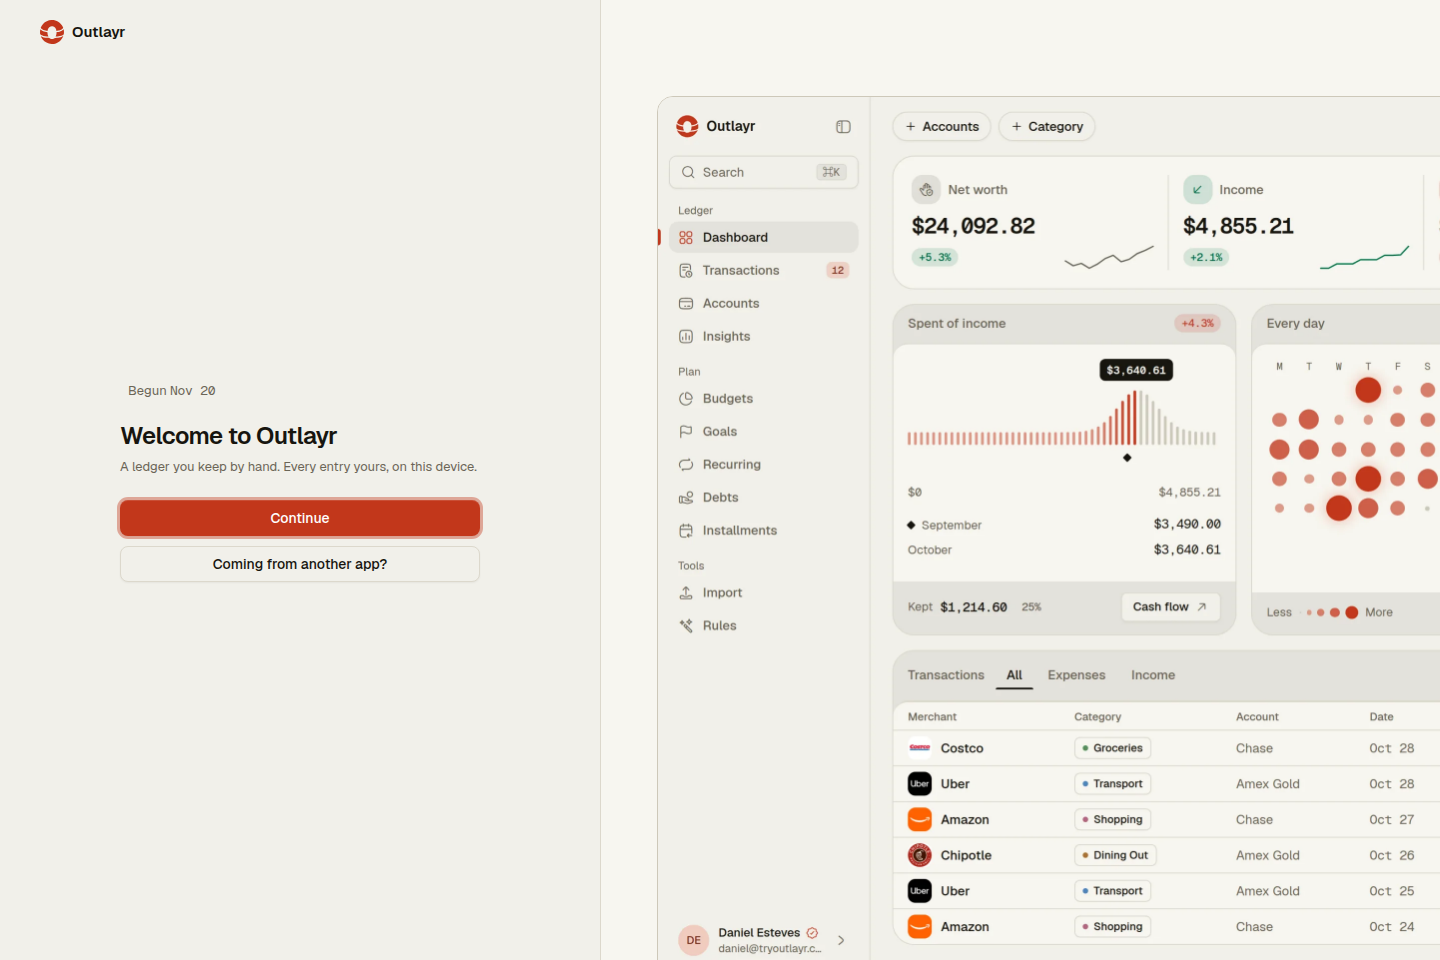 Outlayr
Begun Nov 20
Welcome to Outlayr
A ledger you keep by hand. Every entry yours, on this device.
Continue
Coming from another app?
Outlayr
Search ⌘K
Ledger
Dashboard
Transactions 12
Accounts
Insights
Plan
Budgets
Goals
Recurring
Debts
Installments
Tools
Import
Rules
DE
Daniel Esteves
daniel@tryoutlayr.c...
+ Accounts
+ Category
Net worth
$24,092.82
+5.3%
Income
$4,855.21
+2.1%
Spent of income +4.3%
$3,640.61
$0 $4,855.21
September $3,490.00
October $3,640.61
Kept $1,214.60 25% Cash flow
Every day
M T W T F S
Less More
Transactions All Expenses Income
Merchant Category Account Date
Costco Groceries Chase Oct 28
Uber Uber Transport Amex Gold Oct 28
Amazon Shopping Chase Oct 27
Chipotle Dining Out Amex Gold Oct 26
Uber Uber Transport Amex Gold Oct 25
Amazon Shopping Chase Oct 24